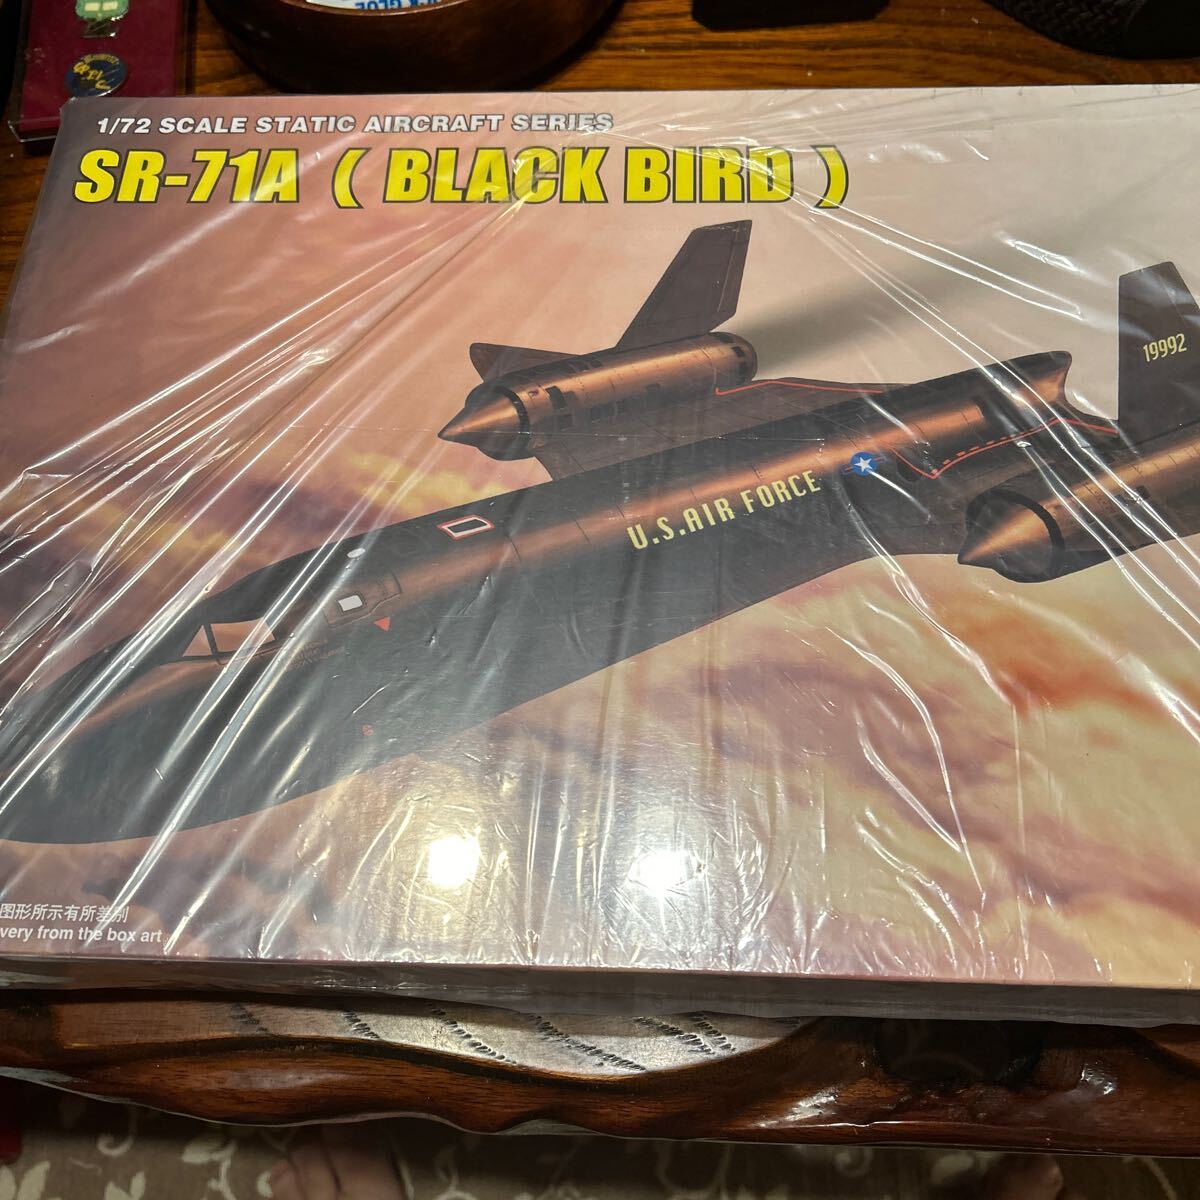 1/72 SCALE STATIC AIRCRAFT SERIES
SR-71A ( BLACK BIRD )
19992
U.S.AIR FORCE
图形所示有所差别
very from the box art